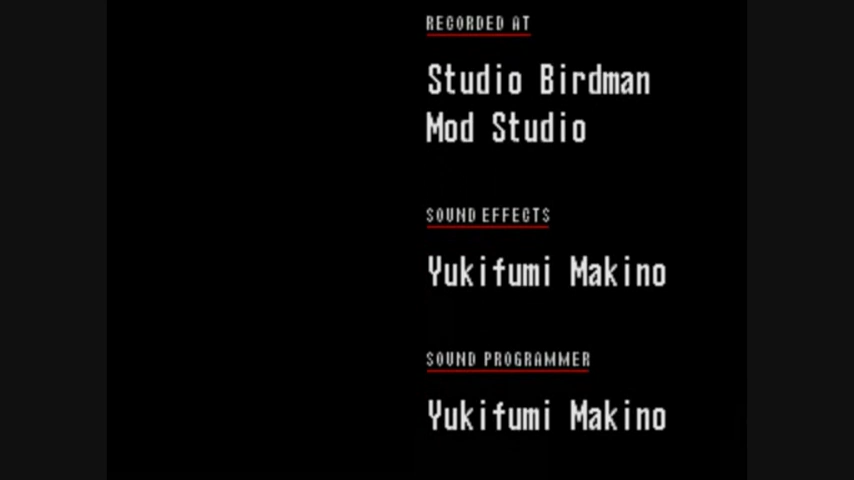 RECORDED AT
Studio Birdman
Mod Studio
SOUND EFFECTS
Yukifumi Makino
SOUND PROGRAMMER
Yukifumi Makino